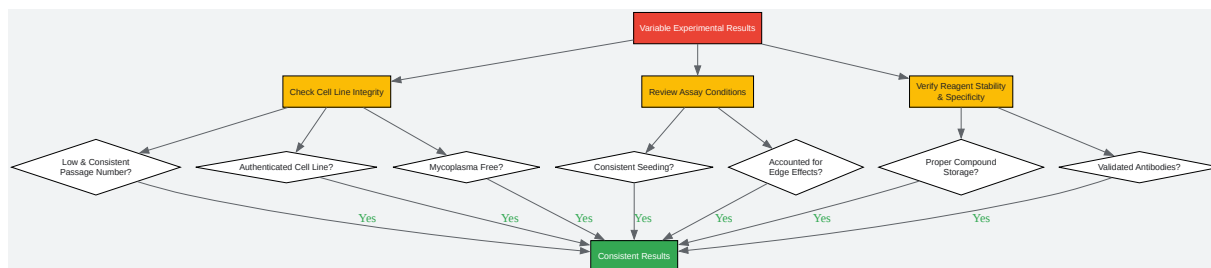 Variable Experimental Results
Check Cell Line Integrity
Review Assay Conditions
Verify Reagent Stability
& Specificity
Low & Consistent
Passage Number?
Authenticated Cell Line?
Mycoplasma Free?
Consistent Seeding?
Accounted for
Edge Effects?
Proper Compound
Storage?
Validated Antibodies?
Yes
Yes
Yes
Yes
Yes
Yes
Yes
Consistent Results